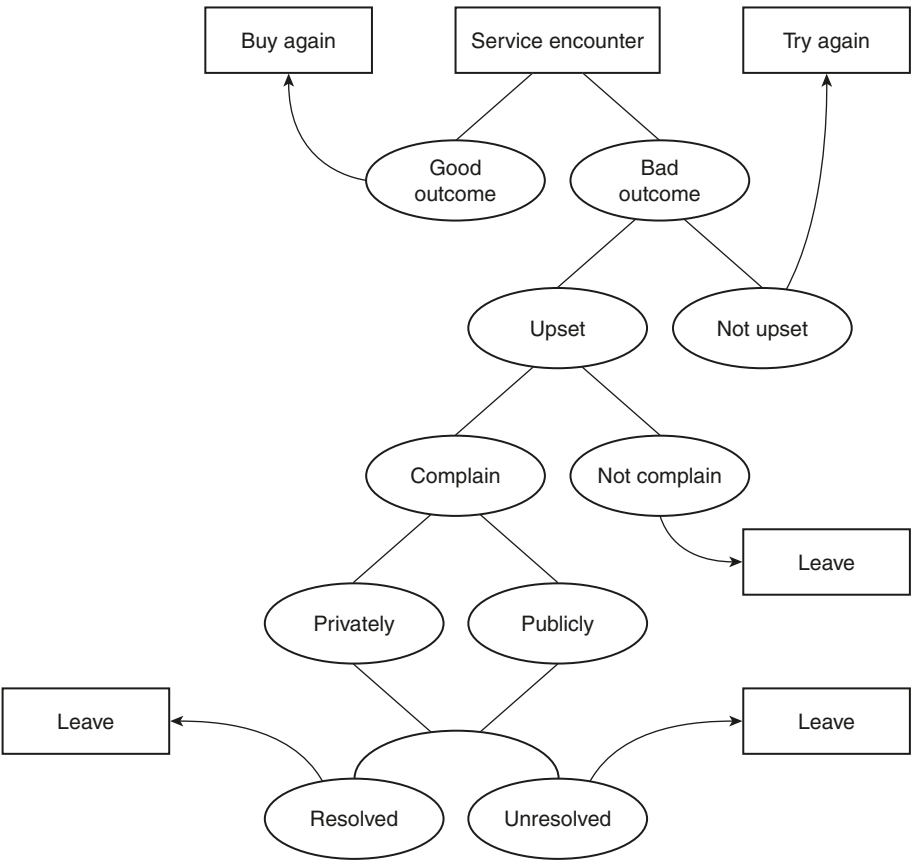 Buy again
Service encounter
Try again
Good
outcome
Bad
outcome
Upset
Not upset
Complain
Not complain
Leave
Privately
Publicly
Leave
Leave
Resolved
Unresolved